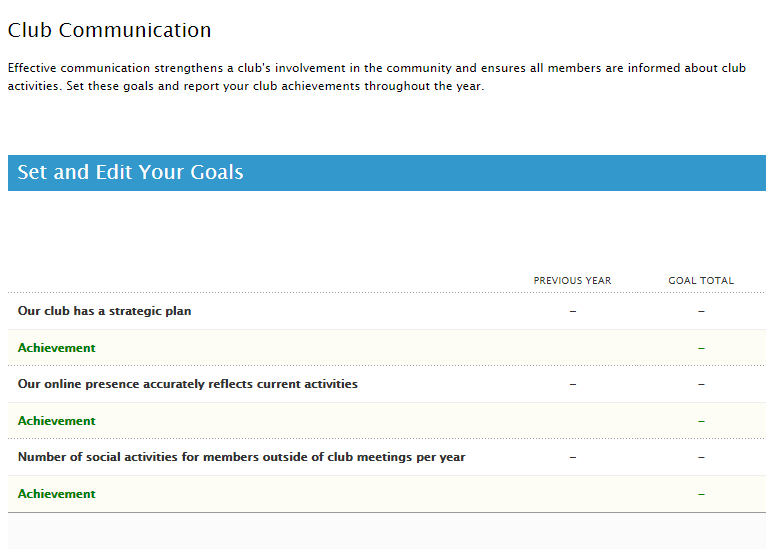 Club Communication
Effective communication strengthens a club's involvement in the community and ensures all members are informed about club
activities. Set these goals and report your club achievements throughout the year.
Set and Edit Your Goals
PREVIOUS YEAR GOAL TOTAL
Our club has a strategic plan – –
Achievement –
Our online presence accurately reflects current activities – –
Achievement –
Number of social activities for members outside of club meetings per year – –
Achievement –